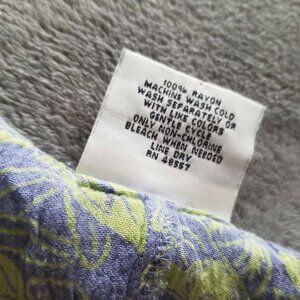 100% RAYON
MACHINE WASH COLD
WASH SEPARATELY OR
WITH LIKE COLORS
GENTLE CYCLE
ONLY NON-CHLORINE
BLEACH WHEN NEEDED
LINE DRY
RN 48557